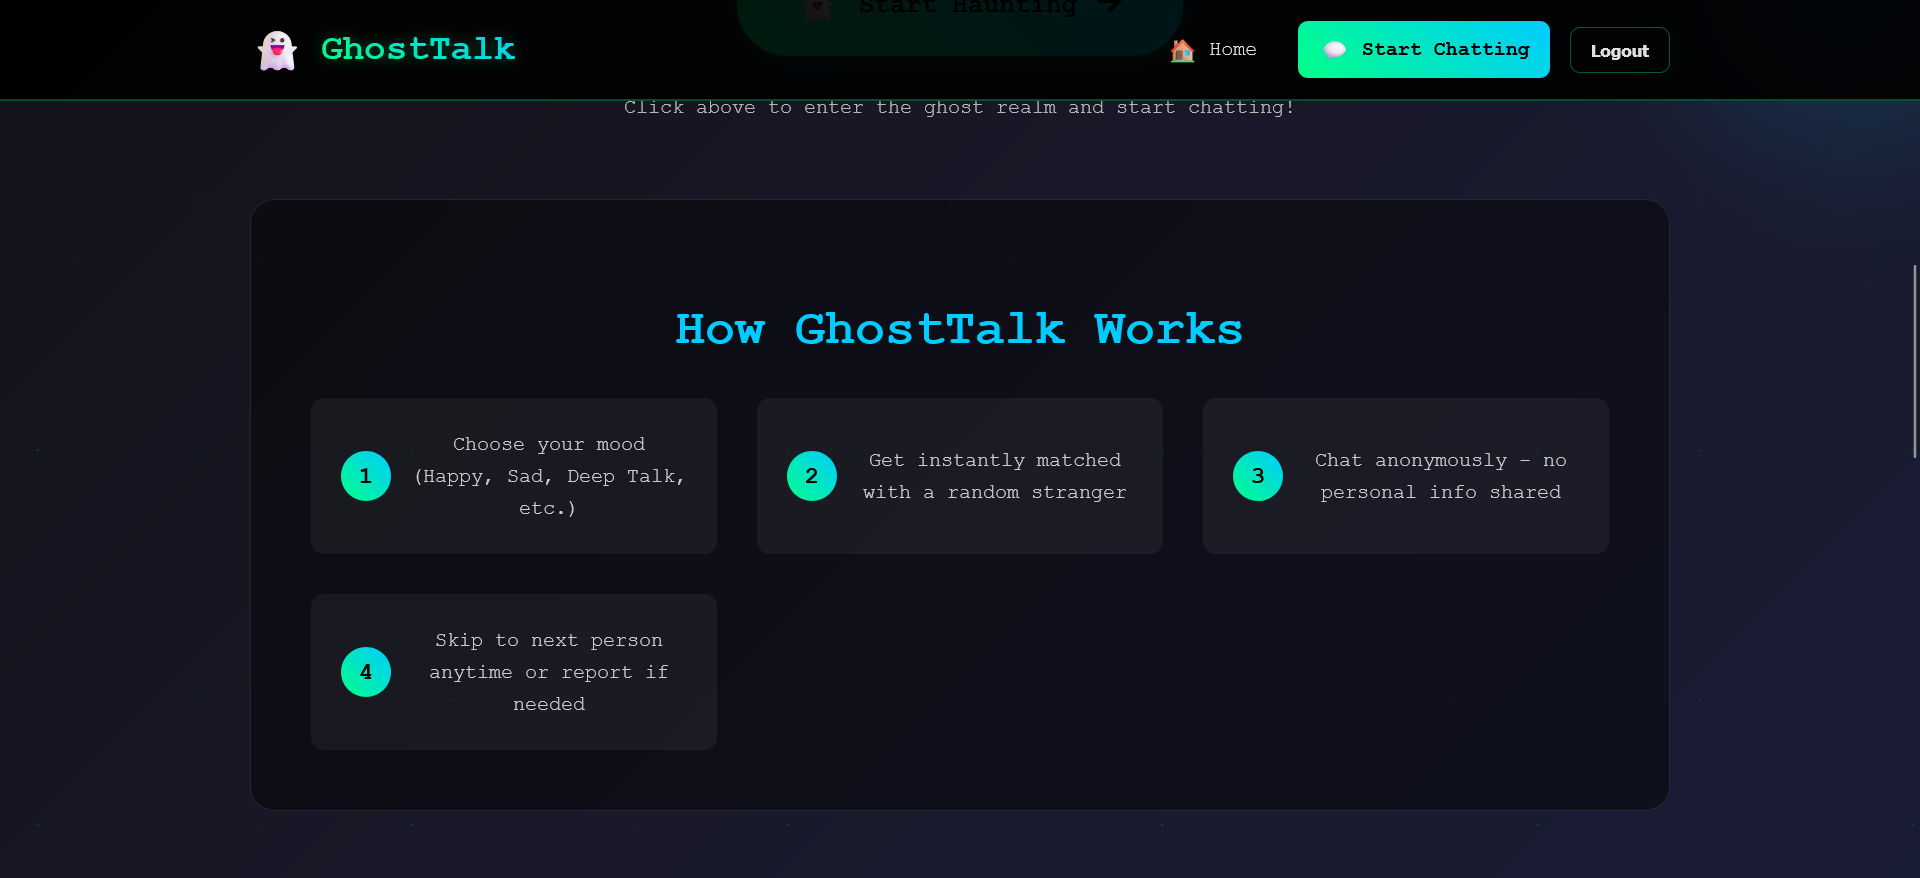 Start Haunting →
GhostTalk
Home
Start Chatting
Logout
Click above to enter the ghost realm and start chatting!
How GhostTalk Works
1
Choose your mood
(Happy, Sad, Deep Talk,
etc.)
2
Get instantly matched
with a random stranger
3
Chat anonymously – no
personal info shared
4
Skip to next person
anytime or report if
needed